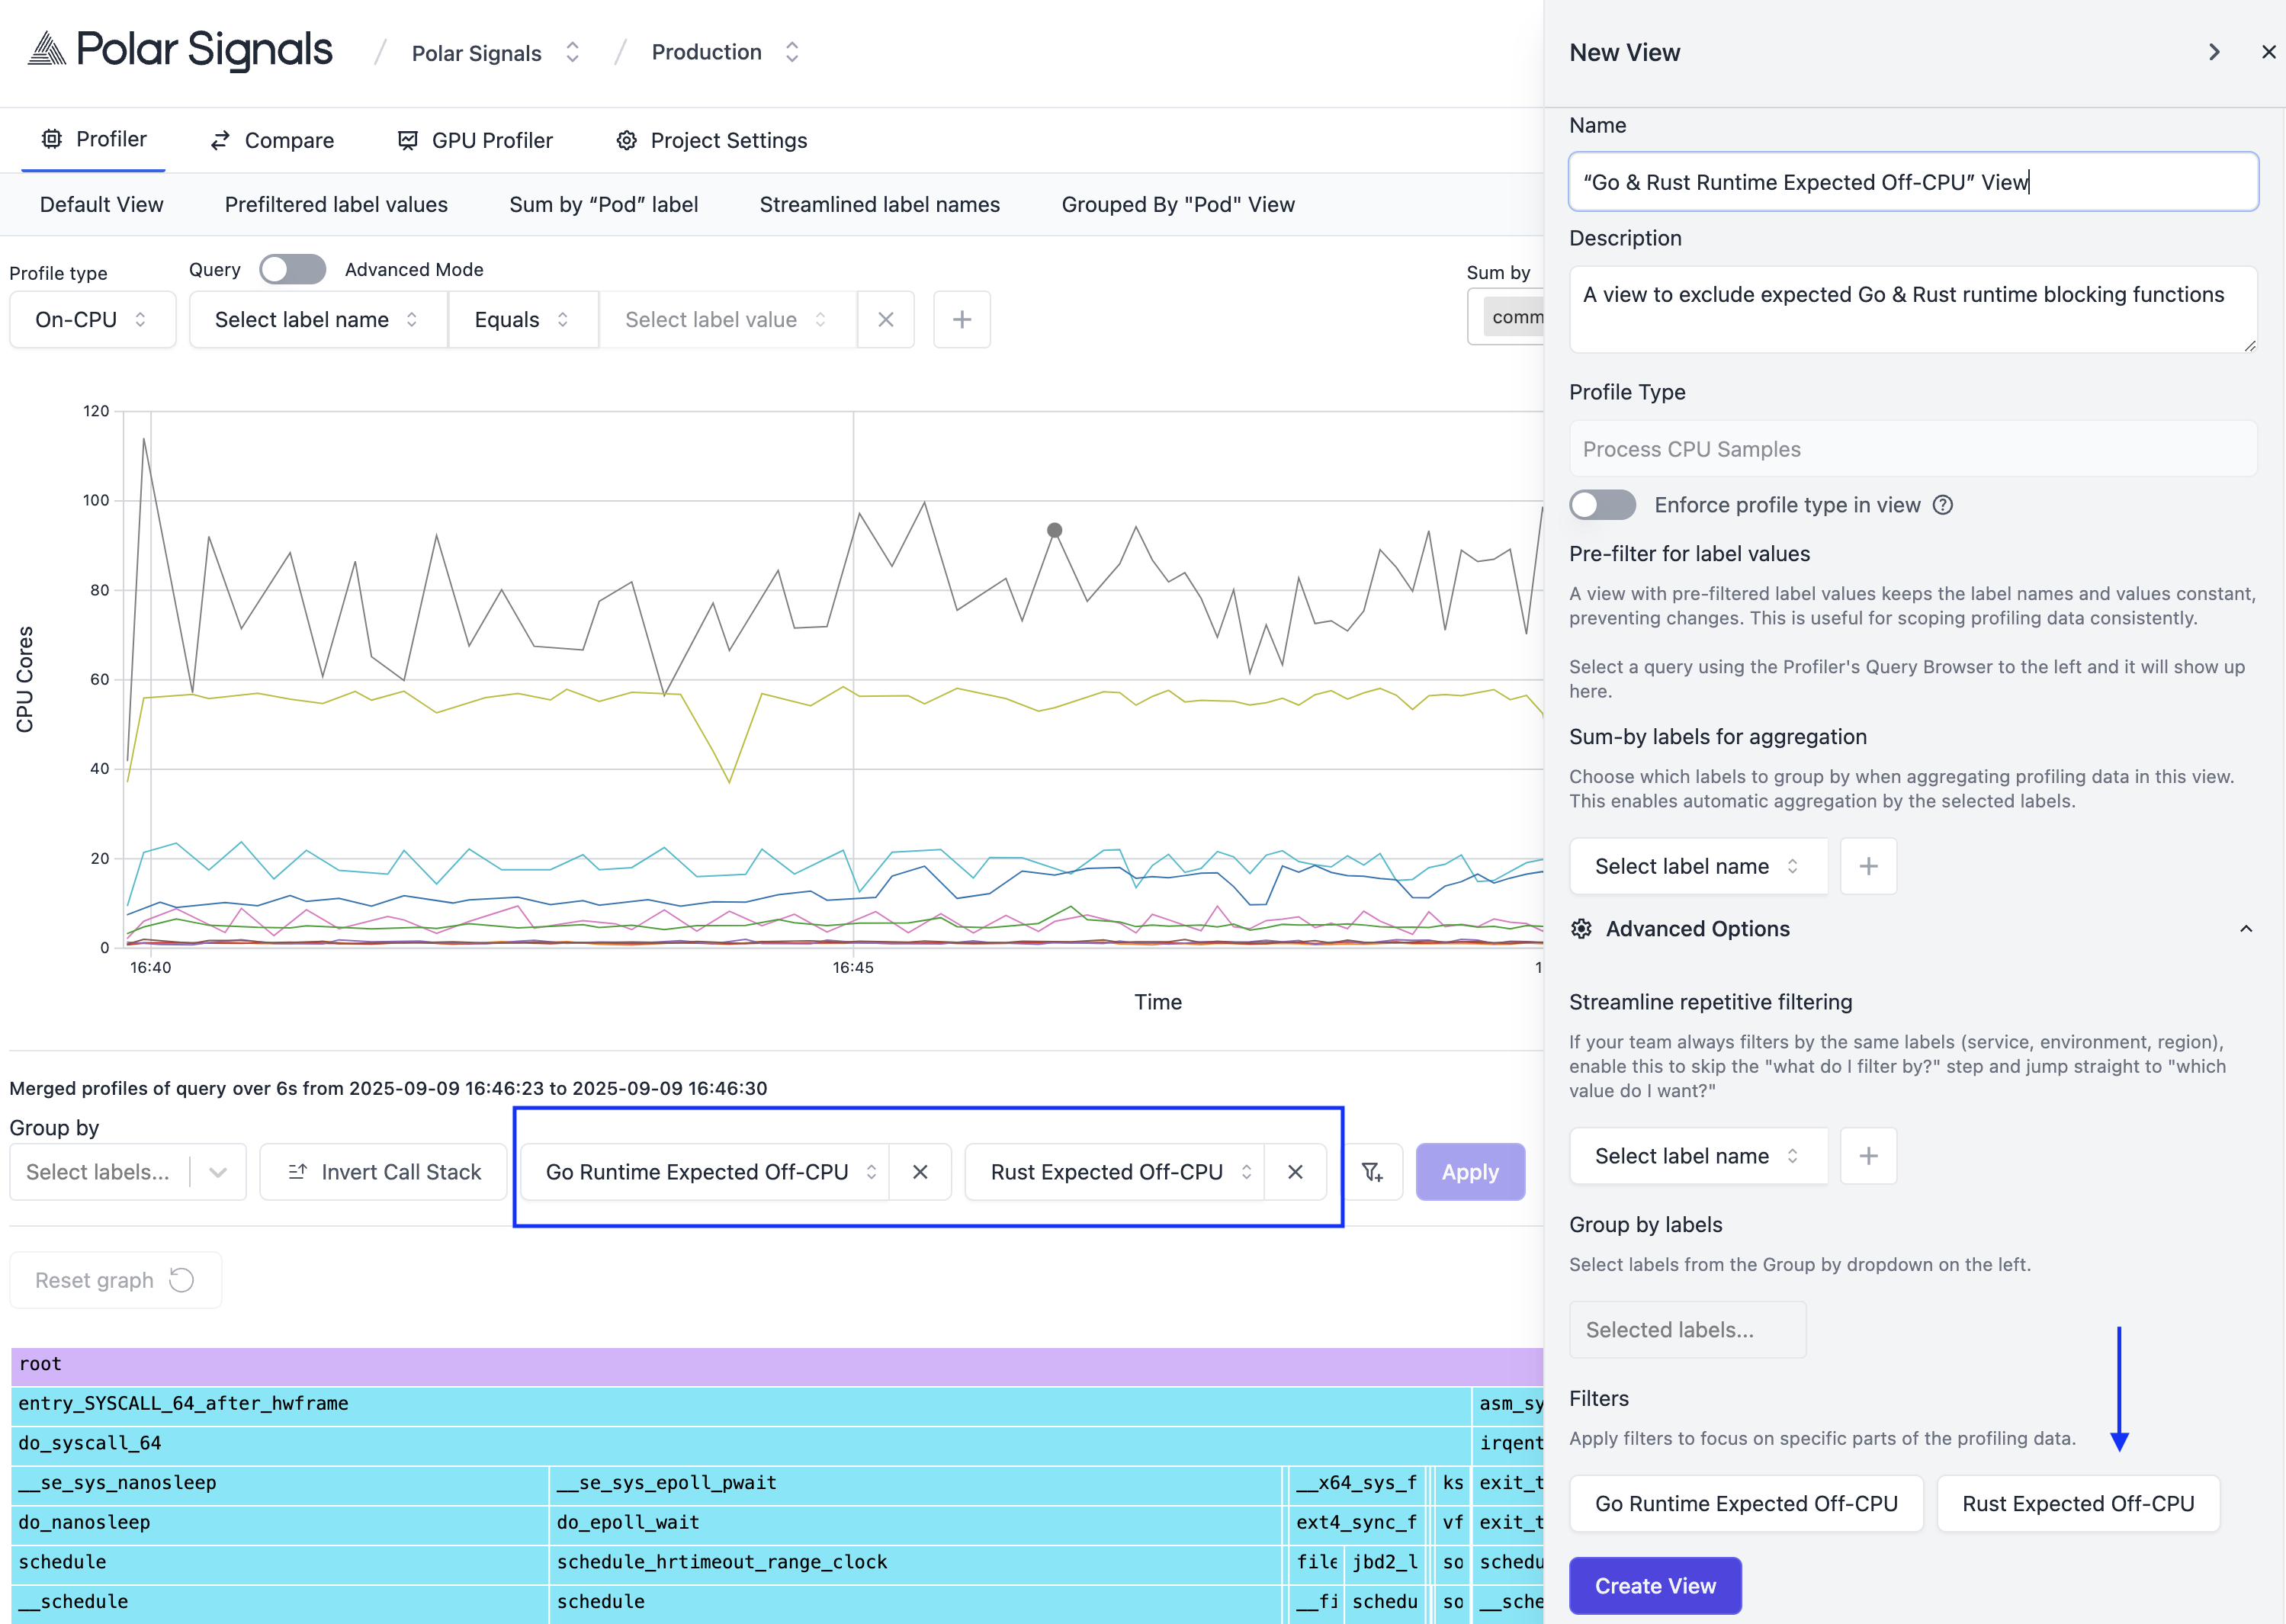 Polar Signals / Polar Signals / Production
Profiler Compare GPU Profiler Project Settings
Default View Prefiltered label values Sum by “Pod” label Streamlined label names Grouped By "Pod" View
Profile type Query Advanced Mode Sum by
On-CPU Select label name Equals Select label value comm
120
100
80
60
40
20
0
CPU Cores
16:40 16:45 1
Time
Merged profiles of query over 6s from 2025-09-09 16:46:23 to 2025-09-09 16:46:30
Group by
Select labels... Invert Call Stack Go Runtime Expected Off-CPU Rust Expected Off-CPU Apply
Reset graph
root
entry_SYSCALL_64_after_hwframe asm_sy
do_syscall_64 irqent
__se_sys_nanosleep __se_sys_epoll_pwait __x64_sys_f ks exit_t
do_nanosleep do_epoll_wait ext4_sync_f vf exit_t
schedule schedule_hrtimeout_range_clock file jbd2_l so schedu
__schedule schedule __fi schedu so __sche
New View
Name
“Go & Rust Runtime Expected Off-CPU” View
Description
A view to exclude expected Go & Rust runtime blocking functions
Profile Type
Process CPU Samples
Enforce profile type in view
Pre-filter for label values
A view with pre-filtered label values keeps the label names and values constant,
preventing changes. This is useful for scoping profiling data consistently.
Select a query using the Profiler's Query Browser to the left and it will show up
here.
Sum-by labels for aggregation
Choose which labels to group by when aggregating profiling data in this view.
This enables automatic aggregation by the selected labels.
Select label name
Advanced Options
Streamline repetitive filtering
If your team always filters by the same labels (service, environment, region),
enable this to skip the "what do I filter by?" step and jump straight to "which
value do I want?"
Select label name
Group by labels
Select labels from the Group by dropdown on the left.
Selected labels...
Filters
Apply filters to focus on specific parts of the profiling data.
Go Runtime Expected Off-CPU Rust Expected Off-CPU
Create View